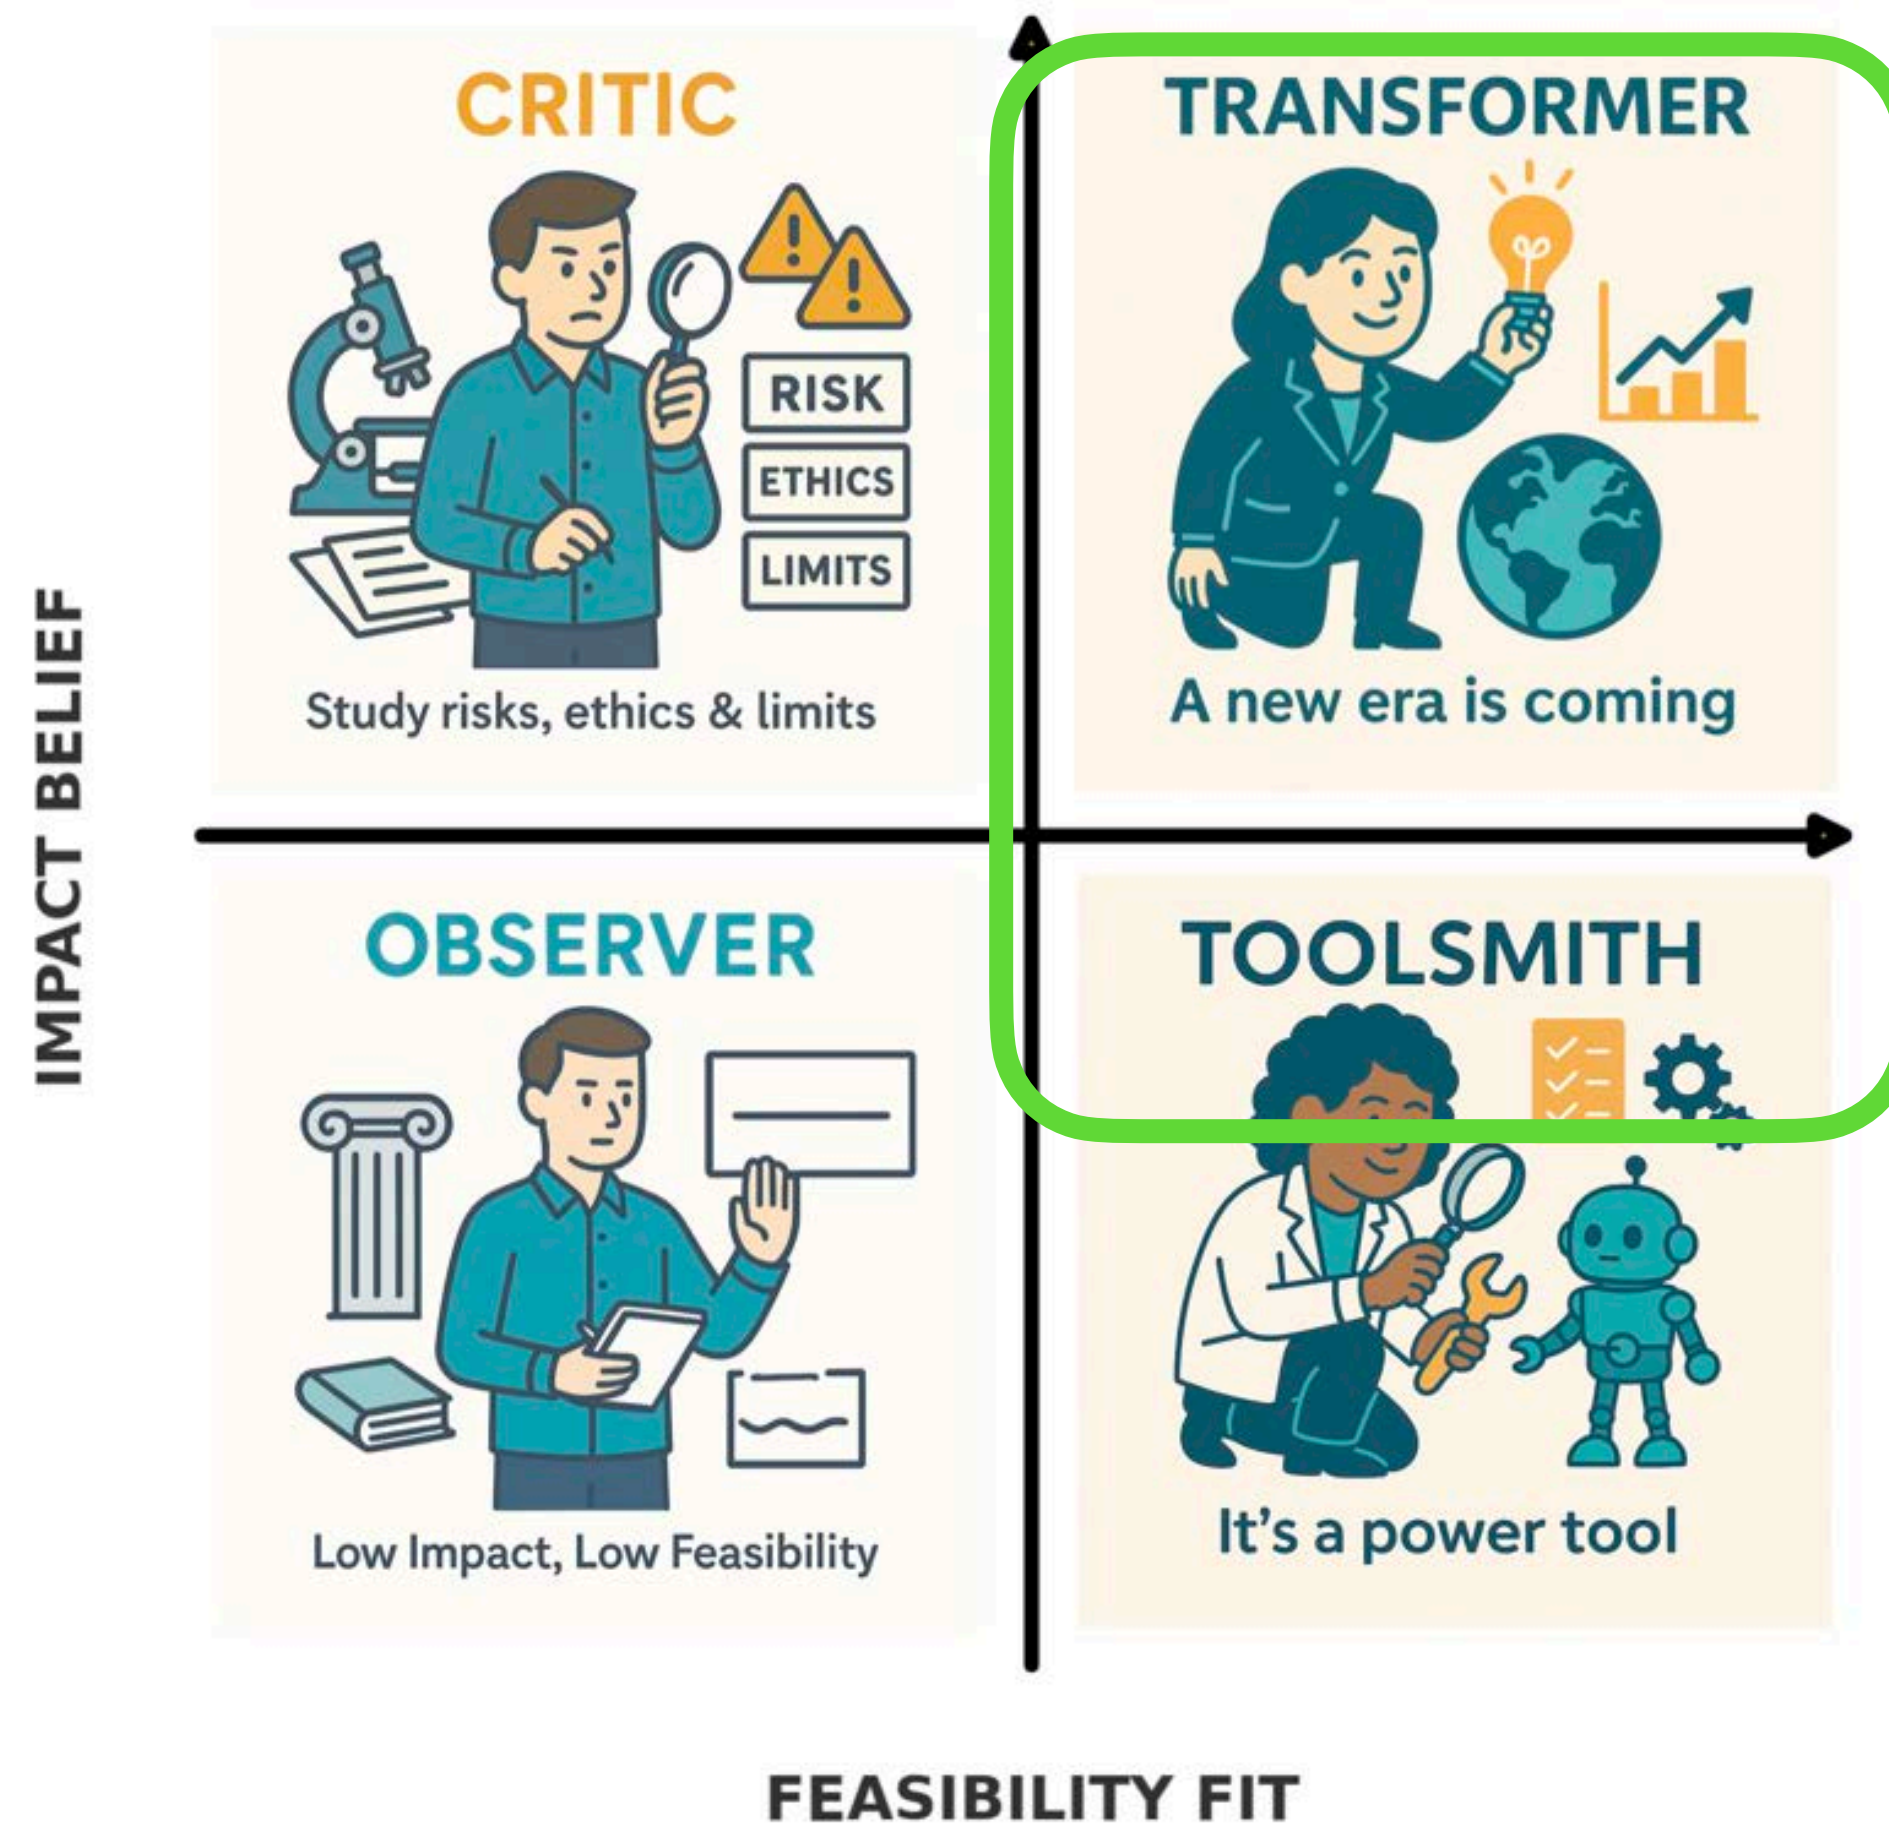 CRITIC
RISK
ETHICS
LIMITS
Study risks, ethics & limits
TRANSFORMER
A new era is coming
IMPACT BELIEF
OBSERVER
Low Impact, Low Feasibility
TOOLSMITH
It's a power tool
FEASIBILITY FIT